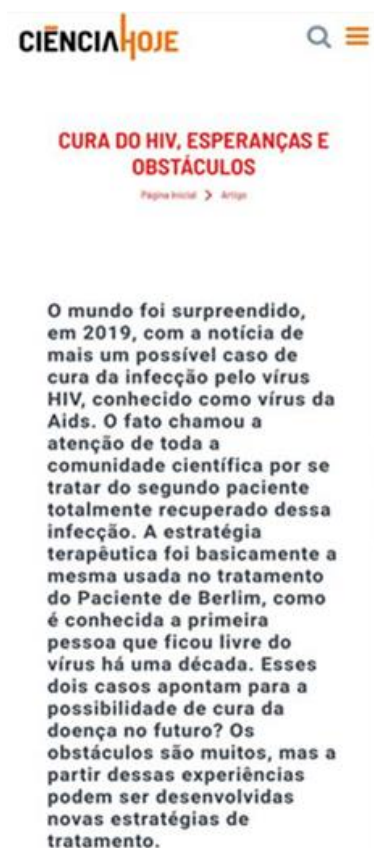 CIÊNCIAHOJE
CURA DO HIV, ESPERANÇAS E
OBSTÁCULOS
Página Inicial > Artigo
O mundo foi surpreendido,
em 2019, com a notícia de
mais um possível caso de
cura da infecção pelo vírus
HIV, conhecido como vírus da
Aids. O fato chamou a
atenção de toda a
comunidade científica por se
tratar do segundo paciente
totalmente recuperado dessa
infecção. A estratégia
terapêutica foi basicamente a
mesma usada no tratamento
do Paciente de Berlim, como
é conhecida a primeira
pessoa que ficou livre do
vírus há uma década. Esses
dois casos apontam para a
possibilidade de cura da
doença no futuro? Os
obstáculos são muitos, mas a
partir dessas experiências
podem ser desenvolvidas
novas estratégias de
tratamento.